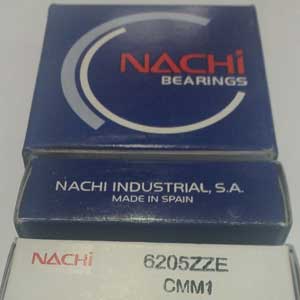 NACHi
BEARINGS
NACHI INDUSTRIAL, S.A.
MADE IN SPAIN
NACHi 6205ZZE
CMM1